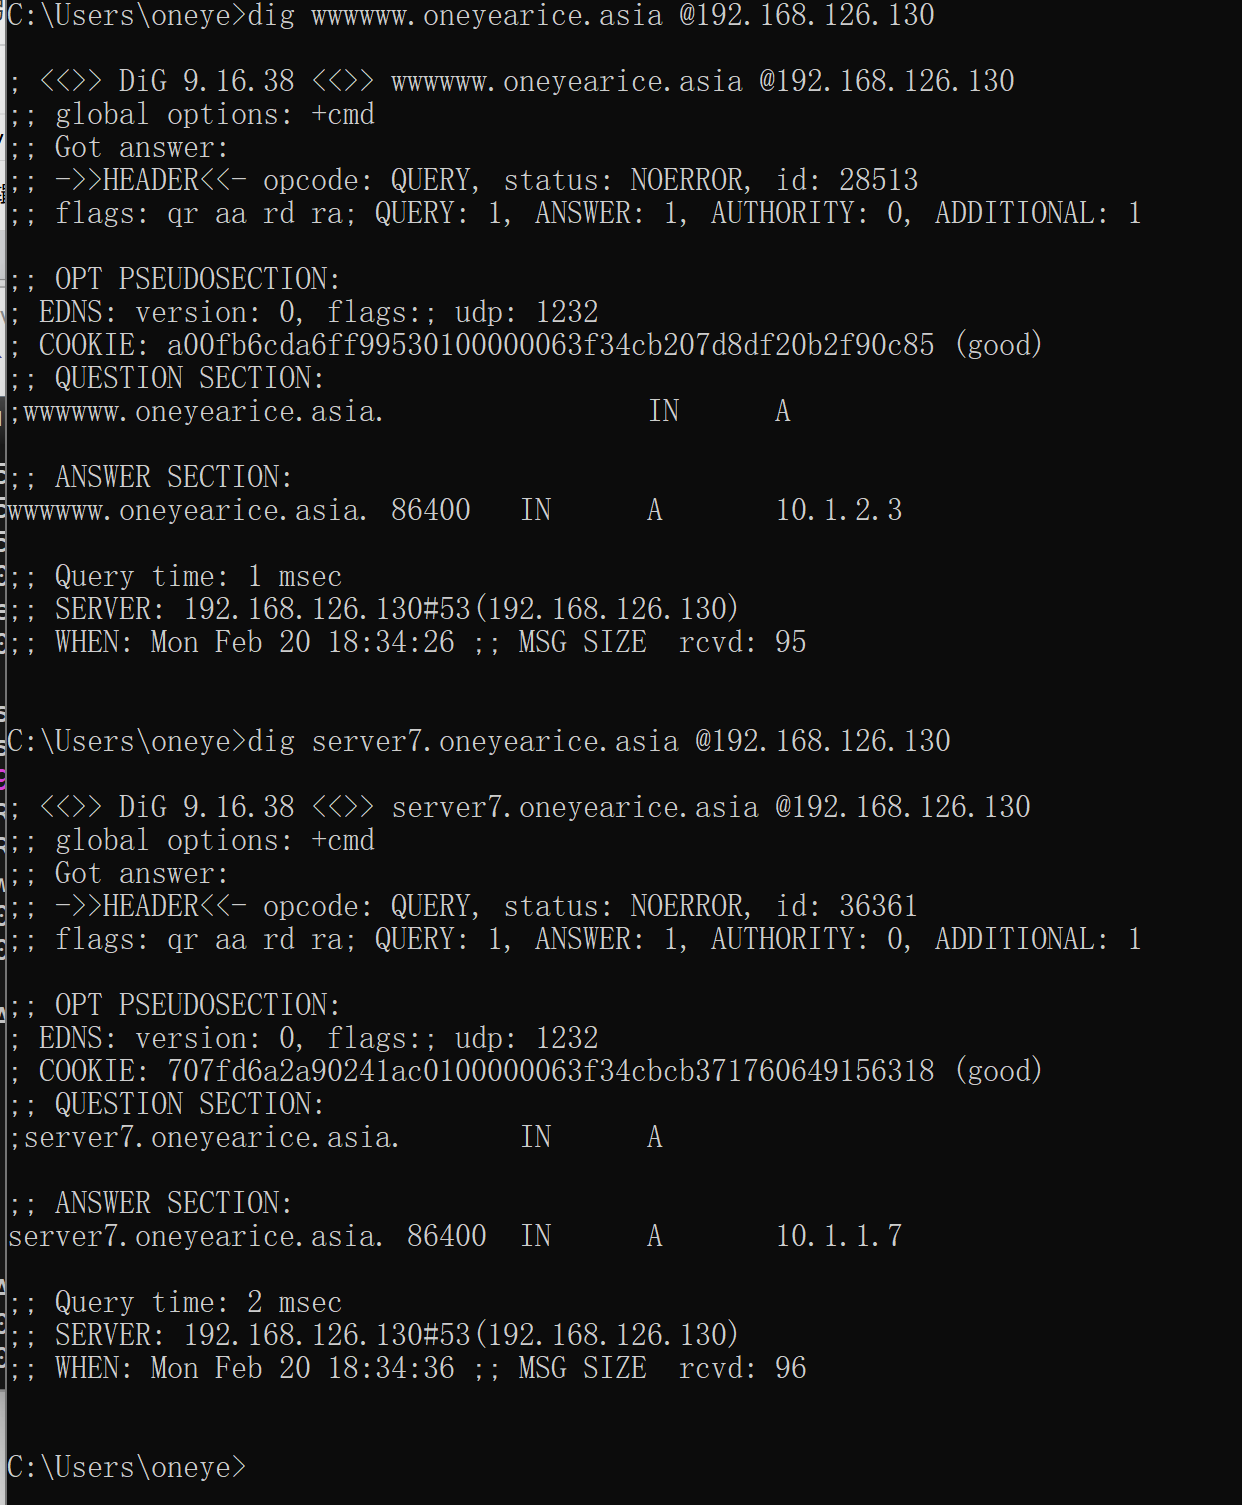 C:\Users\oneye>dig wwwwww.oneyearice.asia @192.168.126.130
; <<>> DiG 9.16.38 <<>> wwwwww.oneyearice.asia @192.168.126.130
;; global options: +cmd
;; Got answer:
;; ->>HEADER<<- opcode: QUERY, status: NOERROR, id: 28513
;; flags: qr aa rd ra; QUERY: 1, ANSWER: 1, AUTHORITY: 0, ADDITIONAL: 1
;; OPT PSEUDOSECTION:
; EDNS: version: 0, flags:; udp: 1232
; COOKIE: a00fb6cda6ff99530100000063f34cb207d8df20b2f90c85 (good)
;; QUESTION SECTION:
;wwwwww.oneyearice.asia. IN A
;; ANSWER SECTION:
wwwwww.oneyearice.asia. 86400 IN A 10.1.2.3
;; Query time: 1 msec
;; SERVER: 192.168.126.130#53(192.168.126.130)
;; WHEN: Mon Feb 20 18:34:26 ;; MSG SIZE rcvd: 95
C:\Users\oneye>dig server7.oneyearice.asia @192.168.126.130
; <<>> DiG 9.16.38 <<>> server7.oneyearice.asia @192.168.126.130
;; global options: +cmd
;; Got answer:
;; ->>HEADER<<- opcode: QUERY, status: NOERROR, id: 36361
;; flags: qr aa rd ra; QUERY: 1, ANSWER: 1, AUTHORITY: 0, ADDITIONAL: 1
;; OPT PSEUDOSECTION:
; EDNS: version: 0, flags:; udp: 1232
; COOKIE: 707fd6a2a90241ac0100000063f34cbcb371760649156318 (good)
;; QUESTION SECTION:
;server7.oneyearice.asia. IN A
;; ANSWER SECTION:
server7.oneyearice.asia. 86400 IN A 10.1.1.7
;; Query time: 2 msec
;; SERVER: 192.168.126.130#53(192.168.126.130)
;; WHEN: Mon Feb 20 18:34:36 ;; MSG SIZE rcvd: 96
C:\Users\oneye>